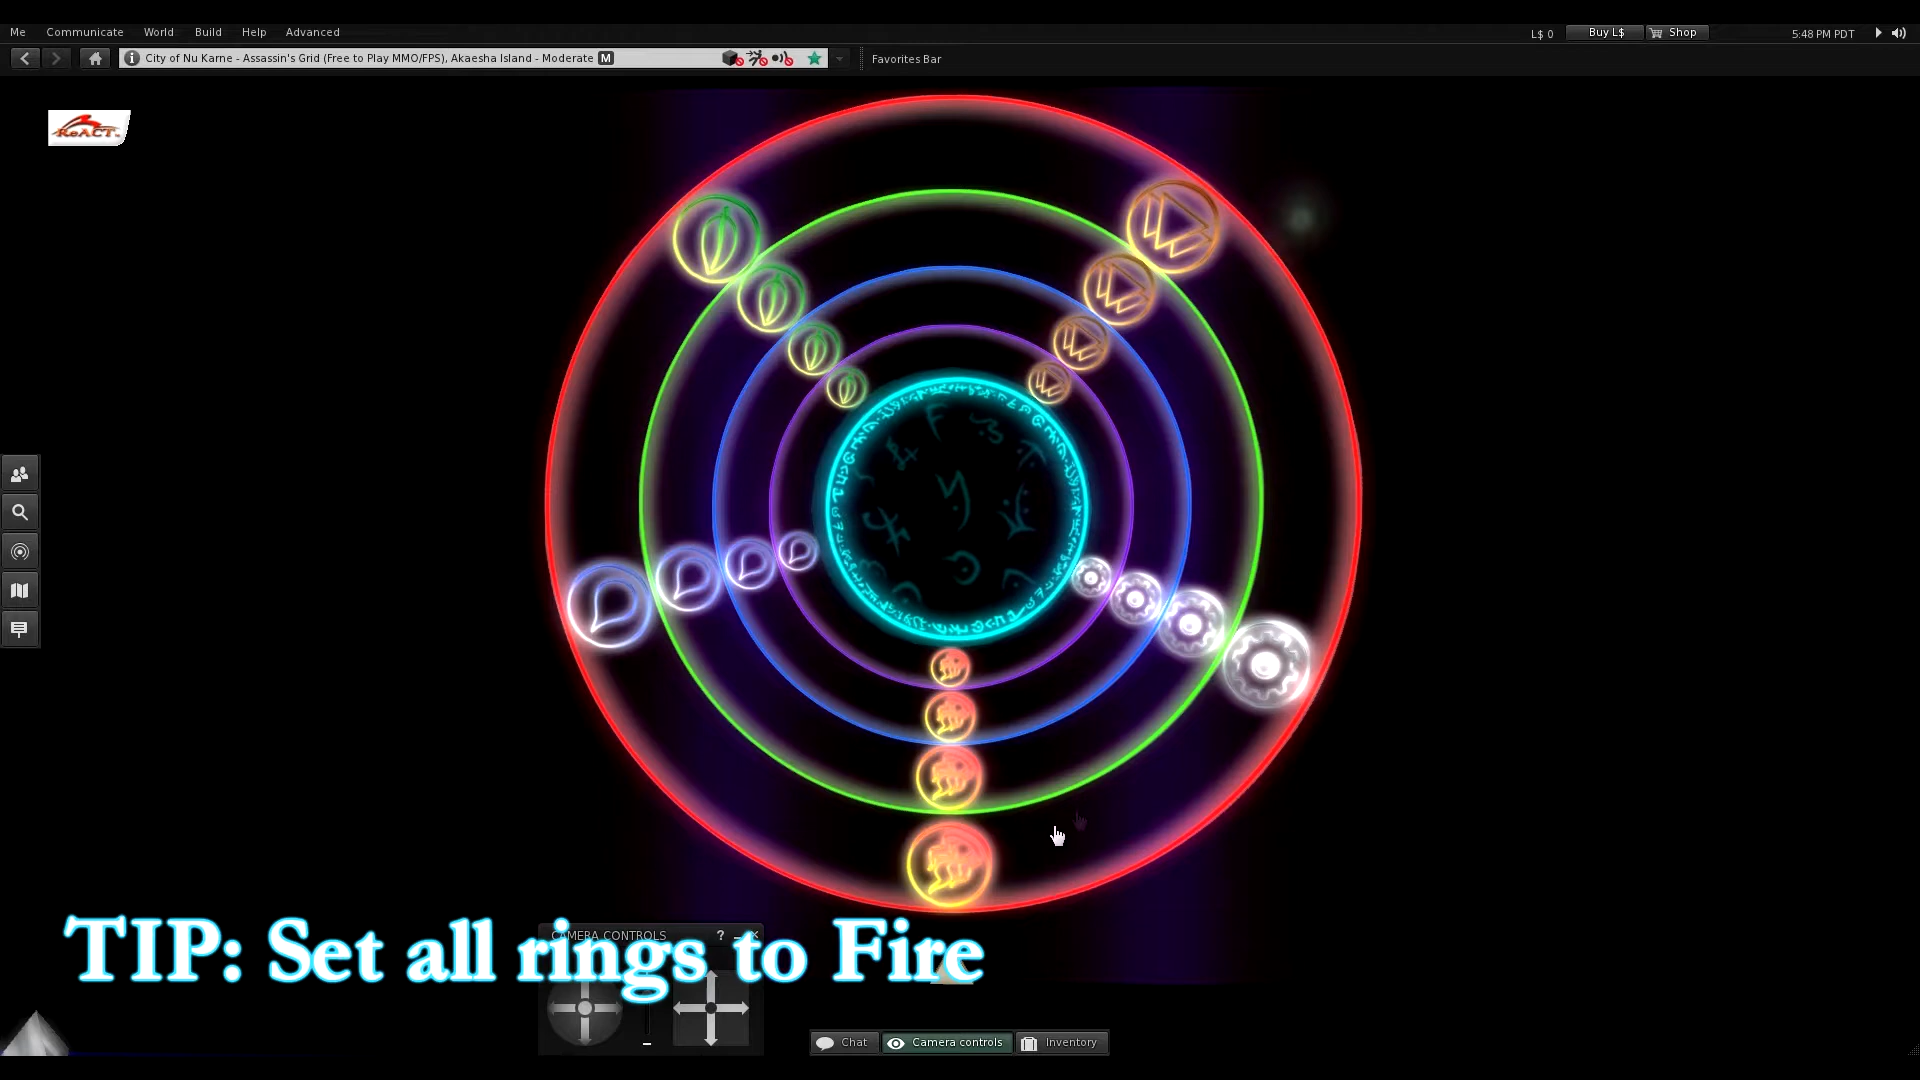 Me Communicate World Build Help Advanced
L$ 0 Buy L$ Shop 5:48 PM PDT
City of Nu Karne - Assassin's Grid (Free to Play MMO/FPS), Akaesha Island - Moderate M
Favorites Bar
ReACT
CAMERA CONTROLS ?
TIP: Set all rings to Fire
Chat Camera controls Inventory